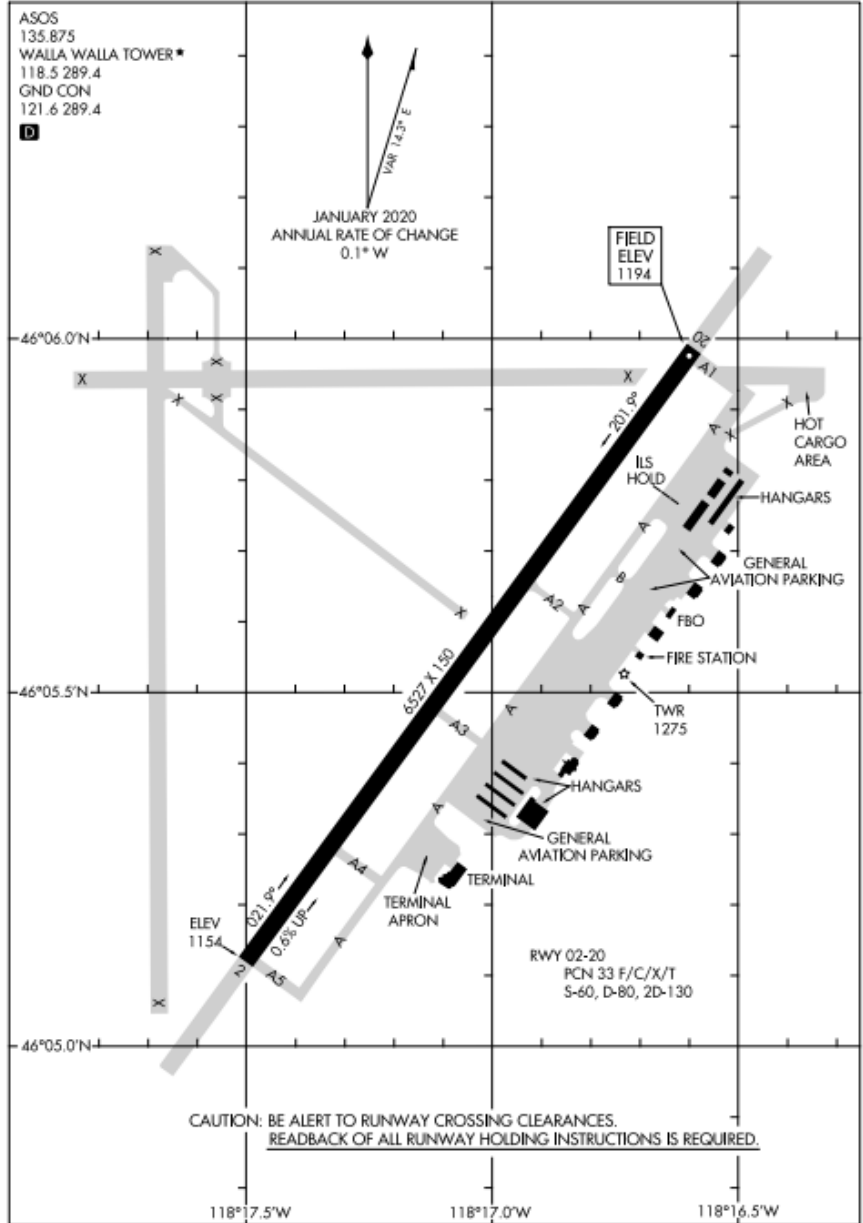 ASOS
135.875
WALLA WALLA TOWER★
118.5 289.4
GND CON
121.6 289.4
D
VAR 14.3° E
JANUARY 2020
ANNUAL RATE OF CHANGE
0.1° W
FIELD
ELEV
1194
X
20
46°06.0'N
X
A1
X
X
X
X
X
X
HOT
CARGO
AREA
201.9°
A
X
ILS
HOLD
HANGARS
A
GENERAL
AVIATION PARKING
B
A2
A
X
FBO
FIRE STATION
6527 X 150
46°05.5'N
TWR
1275
A
A3
HANGARS
A
GENERAL
AVIATION PARKING
A4
TERMINAL
TERMINAL
APRON
021.9°
0.6% UP
ELEV
1154
A
2
A5
RWY 02-20
PCN 33 F/C/X/T
S-60, D-80, 2D-130
X
46°05.0'N
CAUTION: BE ALERT TO RUNWAY CROSSING CLEARANCES.
READBACK OF ALL RUNWAY HOLDING INSTRUCTIONS IS REQUIRED.
118°17.5'W
118°17.0'W
118°16.5'W